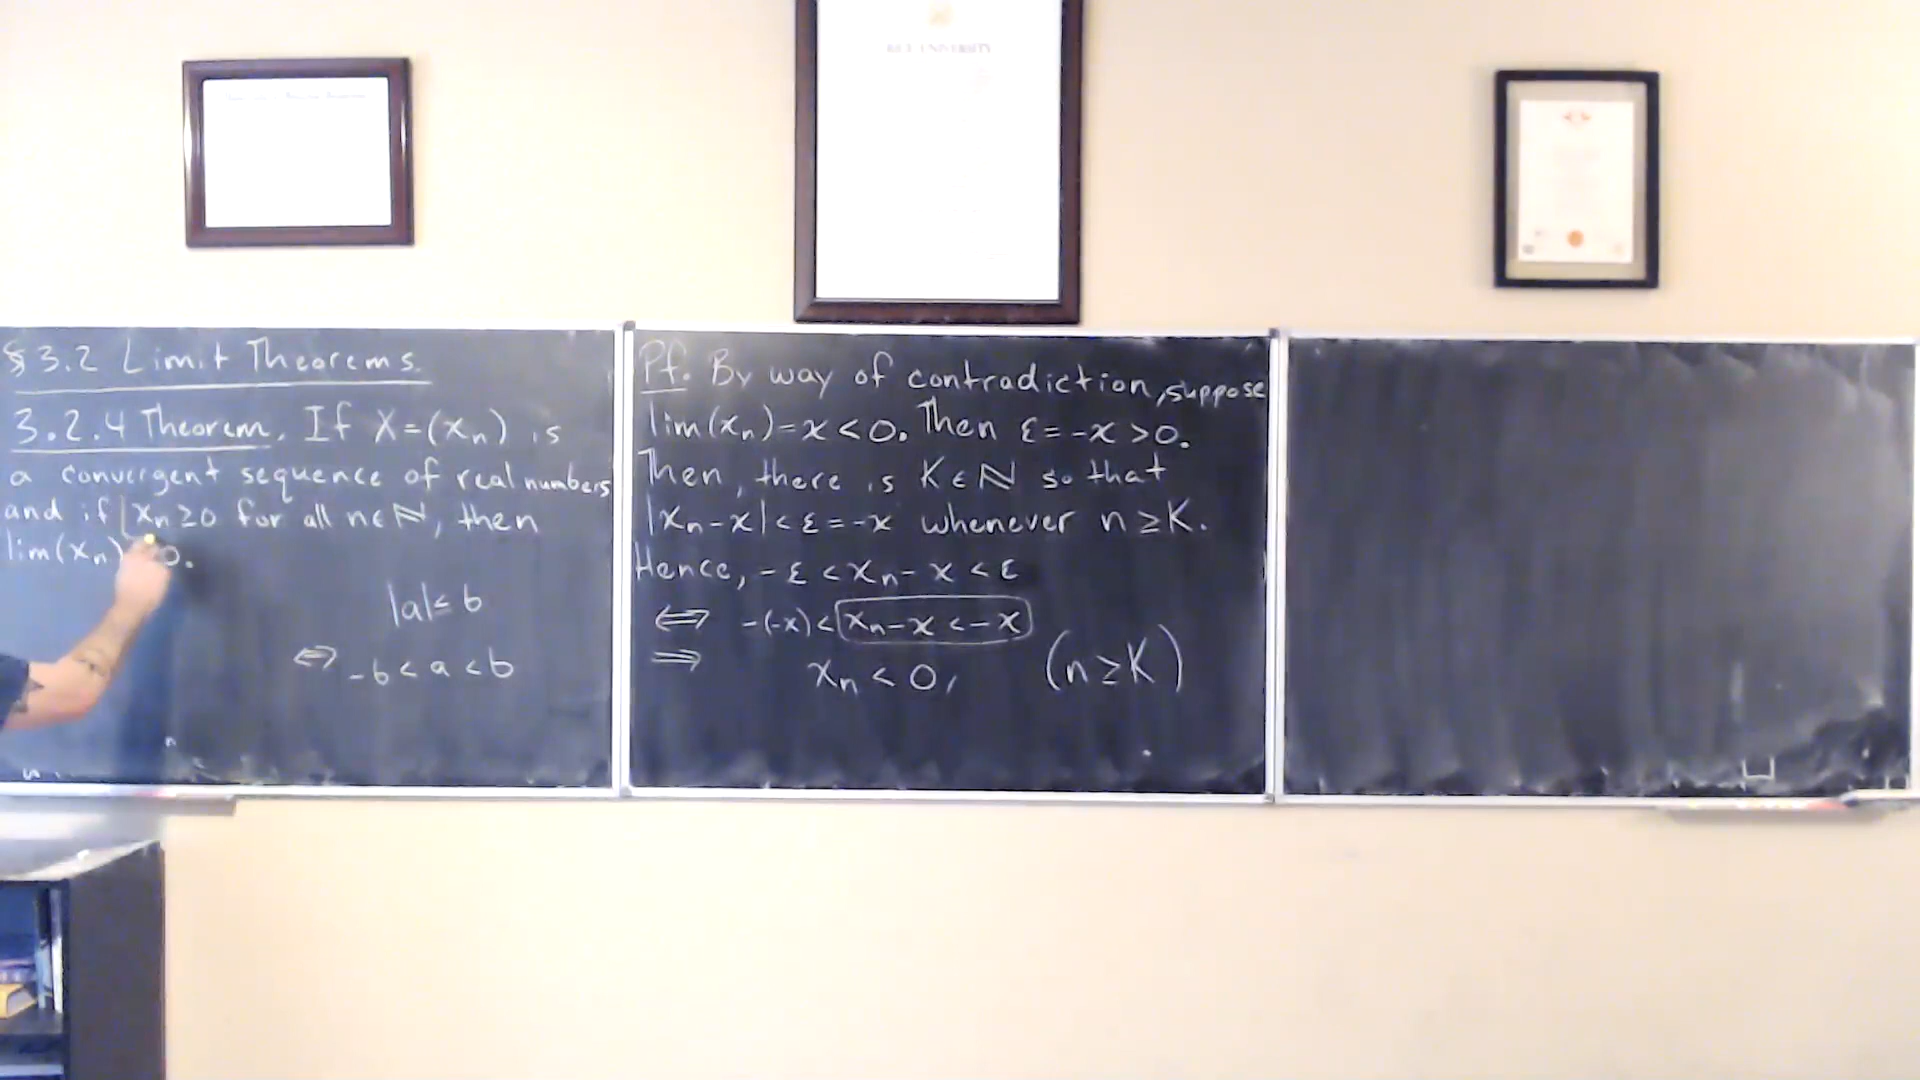 § 3.2 Limit Theorems.
3.2.4 Theorem. If X=(xₙ) is
a convergent sequence of real numbers
and if xₙ≥0 for all n∈ℕ, then
lim(xₙ) 0.
|a|≤ b
⇔ -b < a < b
Pf. By way of contradiction, suppose
lim(xₙ)=x<0. Then ε=-x>0.
Then, there is K∈ℕ so that
|xₙ-x|<ε=-x whenever n≥K.
Hence, -ε<xₙ-x<ε
⇔ -(-x)<xₙ-x<-x
⇒ xₙ<0, (n≥K)
UNIVERSITY